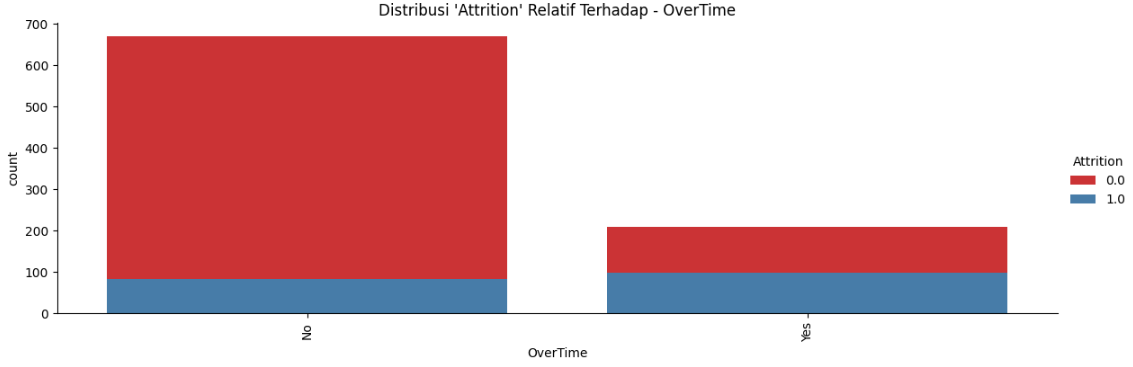 Distribusi 'Attrition' Relatif Terhadap - OverTime
700
600
500
400
300
200
100
0
count
No
Yes
OverTime
Attrition
0.0
1.0